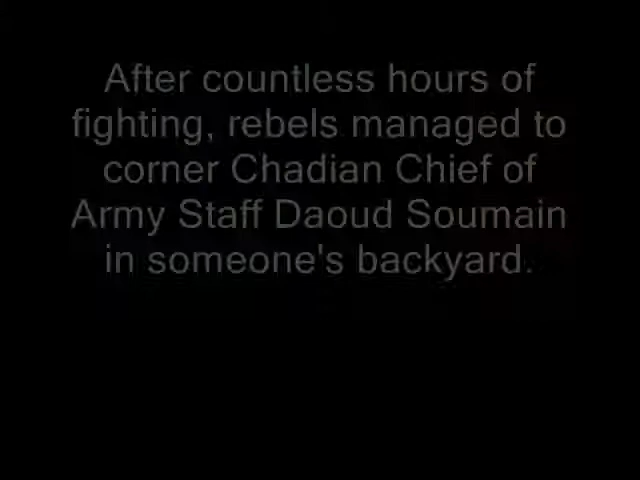 After countless hours of
fighting, rebels managed to
corner Chadian Chief of
Army Staff Daoud Soumain
in someone's backyard.